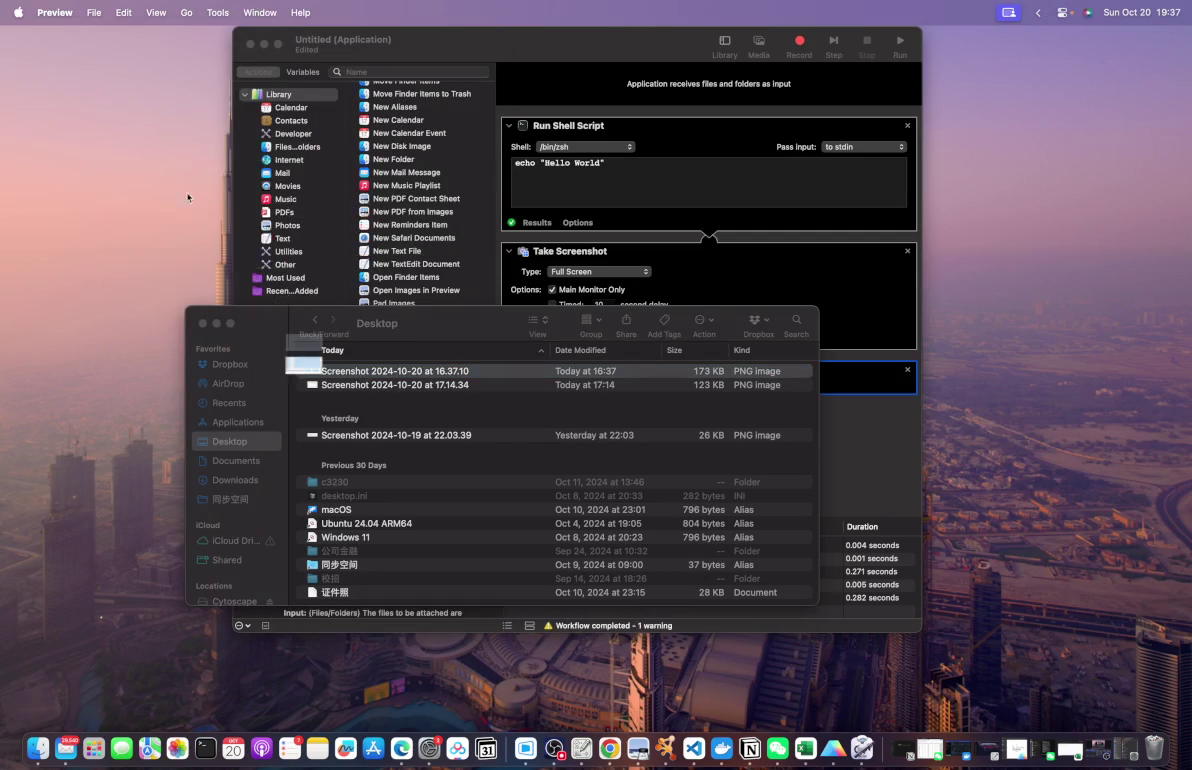 Preview File Edit View Go Tools Window Help
Sun Oct 20 19:37
Untitled (Application)
Edited
Library Media Record Step Stop Run
Actions Variables Name
Application receives files and folders as input
Library
Calendar
Contacts
Developer
Files...olders
Internet
Mail
Movies
Music
PDFs
Photos
Text
Utilities
Other
Most Used
Recen...Added
Move Finder Items
Move Finder Items to Trash
New Aliases
New Calendar
New Calendar Event
New Disk Image
New Folder
New Mail Message
New Music Playlist
New PDF Contact Sheet
New PDF from Images
New Reminders Item
New Safari Documents
New Text File
New TextEdit Document
Open Finder Items
Open Images in Preview
Pad Images
Run Shell Script
Shell: /bin/zsh Pass input: to stdin
echo "Hello World"
Results Options
Take Screenshot
Type: Full Screen
Options: Main Monitor Only
Timed: 10 second delay
Desktop
Back/Forward View Group Share Add Tags Action Dropbox Search
Favorites
Dropbox
AirDrop
Recents
Applications
Desktop
Documents
Downloads
同步空间
iCloud
iCloud Dri...
Shared
Locations
Cytoscape
Today Date Modified Size Kind
Screenshot 2024-10-20 at 16.37.10 Today at 16:37 173 KB PNG image
Screenshot 2024-10-20 at 17.14.34 Today at 17:14 123 KB PNG image
Yesterday
Screenshot 2024-10-19 at 22.03.39 Yesterday at 22:03 26 KB PNG image
Previous 30 Days
c3230 Oct 11, 2024 at 13:46 -- Folder
desktop.ini Oct 8, 2024 at 20:33 282 bytes INI
macOS Oct 10, 2024 at 23:01 796 bytes Alias
Ubuntu 24.04 ARM64 Oct 4, 2024 at 19:05 804 bytes Alias
Windows 11 Oct 8, 2024 at 20:23 796 bytes Alias
公司金融 Sep 24, 2024 at 10:32 -- Folder
同步空间 Oct 9, 2024 at 09:00 37 bytes Alias
校招 Sep 14, 2024 at 18:26 -- Folder
证件照 Oct 10, 2024 at 23:15 28 KB Document
Duration
0.004 seconds
0.001 seconds
0.271 seconds
0.005 seconds
0.282 seconds
Input: (Files/Folders) The files to be attached are
Workflow completed - 1 warning
29,540
OCT
20
31